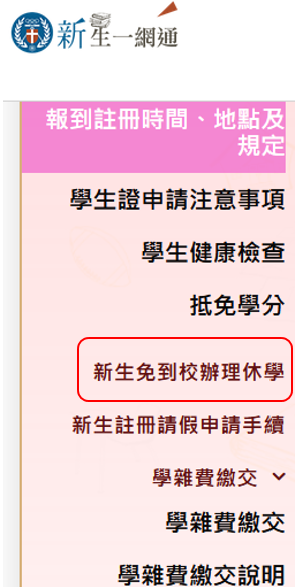 新生一網通
報到註冊時間、地點及
規定
學生證申請注意事項
學生健康檢查
抵免學分
新生免到校辦理休學
新生註冊請假申請手續
學雜費繳交
學雜費繳交
學雜費繳交說明